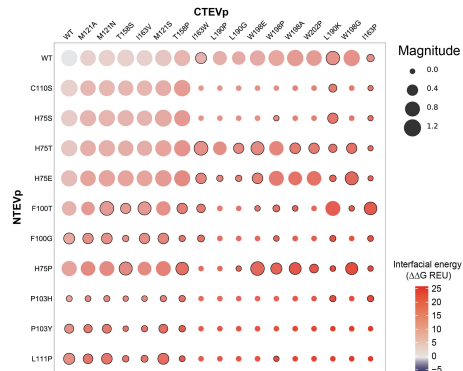 CTEVp
WT M121A M121N T158S I163V M121S T158P I163W L190P L190G W198E W198P W198A W202P L190K W198G I163P
NTEVp
WT
C110S
H75S
H75T
H75E
F100T
F100G
H75P
P103H
P103Y
L111P
Magnitude
0.0
0.4
0.8
1.2
Interfacial energy
(ΔΔG REU)
25
20
15
10
5
0
−5